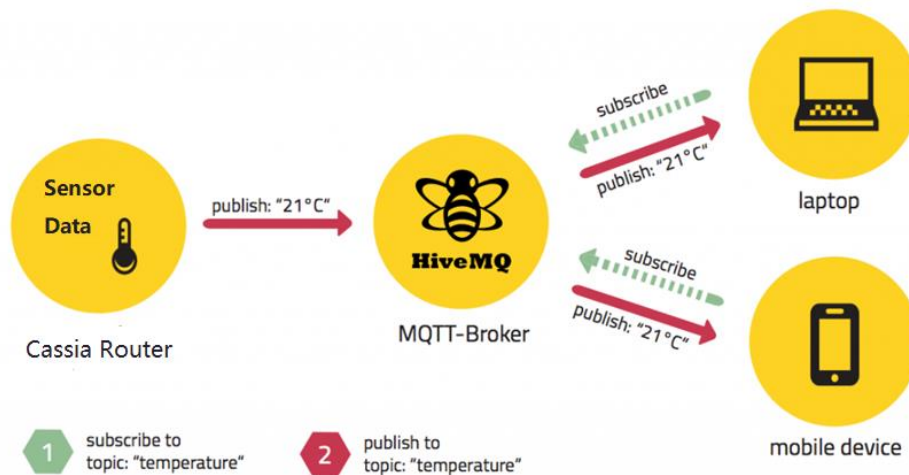 Sensor
Data
Cassia Router
publish: “21°C“
HiveMQ
MQTT-Broker
subscribe
publish: “21°C“
laptop
subscribe
publish: “21°C“
mobile device
1
subscribe to
topic: “temperature“
2
publish to
topic: “temperature“